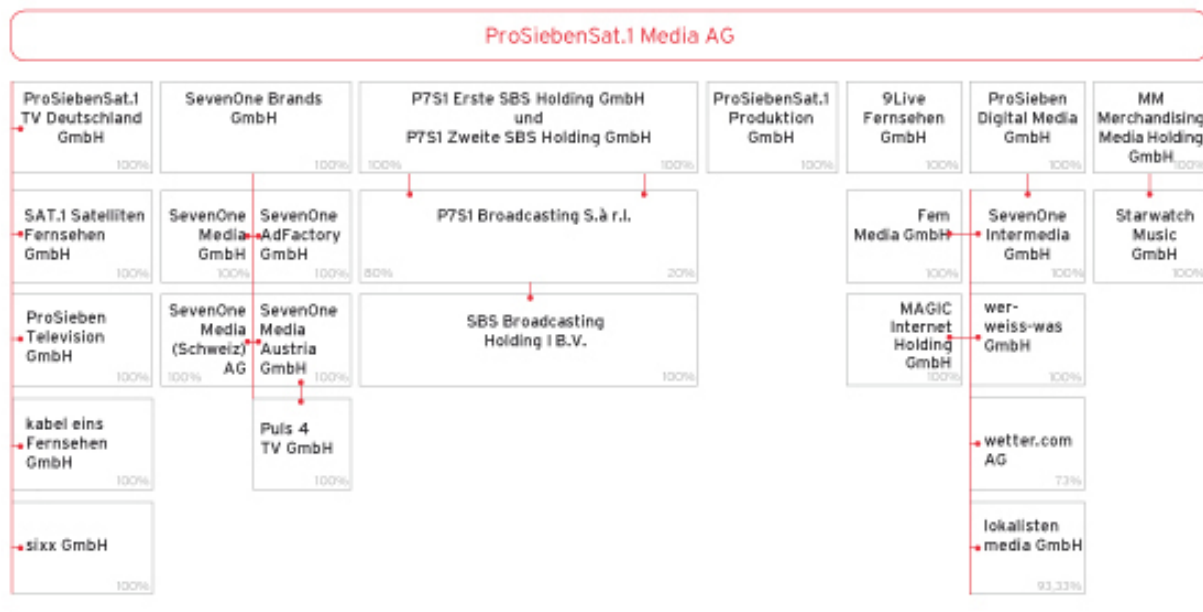 ProSiebenSat.1 Media AG
ProSiebenSat.1
TV Deutschland
GmbH
100%
SevenOne Brands
GmbH
100%
P7S1 Erste SBS Holding GmbH
und
P7S1 Zweite SBS Holding GmbH
100%
100%
ProSiebenSat.1
Produktion
GmbH
100%
9Live
Fernsehen
GmbH
100%
ProSieben
Digital Media
GmbH
100%
MM
Merchandising
Media Holding
GmbH
100%
SAT.1 Satelliten
Fernsehen
GmbH
100%
SevenOne
Media
GmbH
100%
SevenOne
AdFactory
GmbH
100%
P7S1 Broadcasting S.à r.l.
80%
20%
Fem
Media GmbH
100%
SevenOne
Intermedia
GmbH
100%
Starwatch
Music
GmbH
100%
ProSieben
Television
GmbH
100%
SevenOne
Media
(Schweiz)
AG
100%
SevenOne
Media
Austria
GmbH
100%
SBS Broadcasting
Holding I B.V.
100%
MAGIC
Internet
Holding
GmbH
100%
wer-
weiss-was
GmbH
100%
kabel eins
Fernsehen
GmbH
100%
Puls 4
TV GmbH
100%
wetter.com
AG
73%
sixx GmbH
100%
lokalisten
media GmbH
93,33%